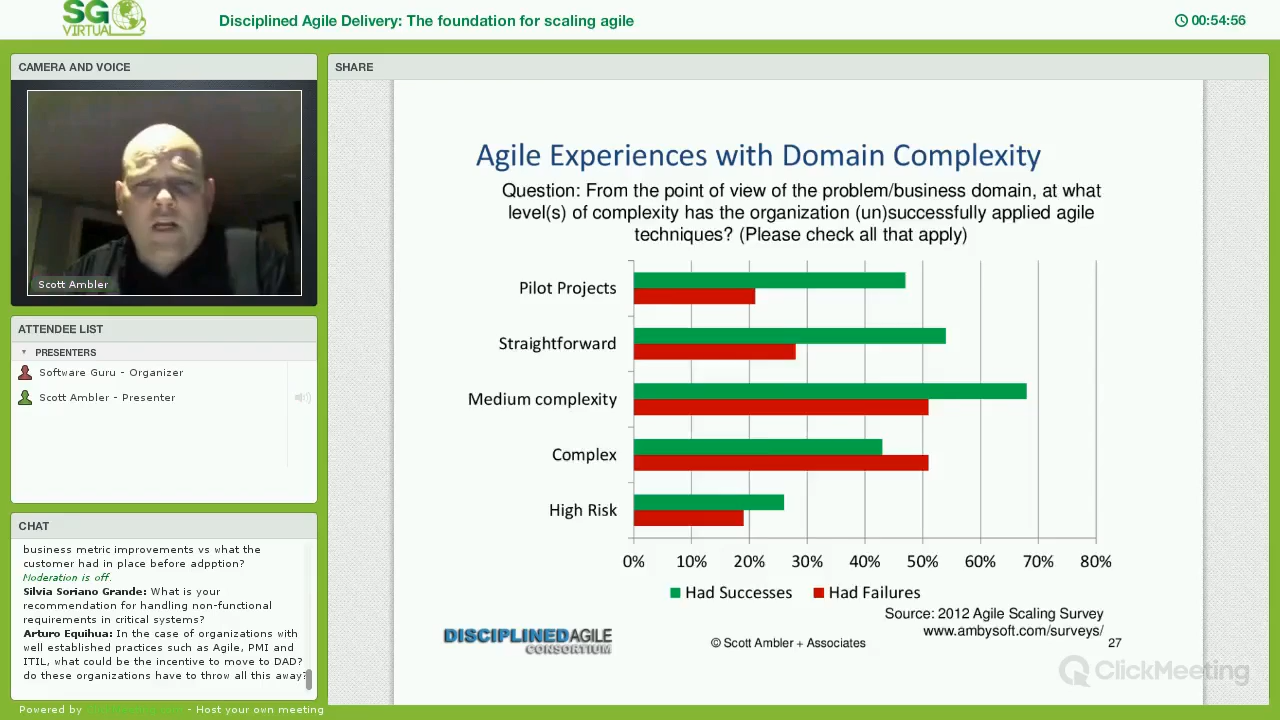 SG
VIRTUAL
Disciplined Agile Delivery: The foundation for scaling agile
00:54:56
CAMERA AND VOICE
Scott Ambler
ATTENDEE LIST
PRESENTERS
Software Guru - Organizer
Scott Ambler - Presenter
CHAT
business metric improvements vs what the
customer had in place before adpption?
Moderation is off.
Silvia Soriano Grande: What is your
recommendation for handling non-functional
requirements in critical systems?
Arturo Equihua: In the case of organizations with
well established practices such as Agile, PMI and
ITIL, what could be the incentive to move to DAD?
do these organizations have to throw all this away?
Powered by ClickMeeting.com - Host your own meeting
SHARE
Agile Experiences with Domain Complexity
Question: From the point of view of the problem/business domain, at what
level(s) of complexity has the organization (un)successfully applied agile
techniques? (Please check all that apply)
Pilot Projects
Straightforward
Medium complexity
Complex
High Risk
0% 10% 20% 30% 40% 50% 60% 70% 80%
Had Successes Had Failures
Source: 2012 Agile Scaling Survey
www.ambysoft.com/surveys/
DISCIPLINED AGILE
CONSORTIUM
© Scott Ambler + Associates
27
ClickMeeting